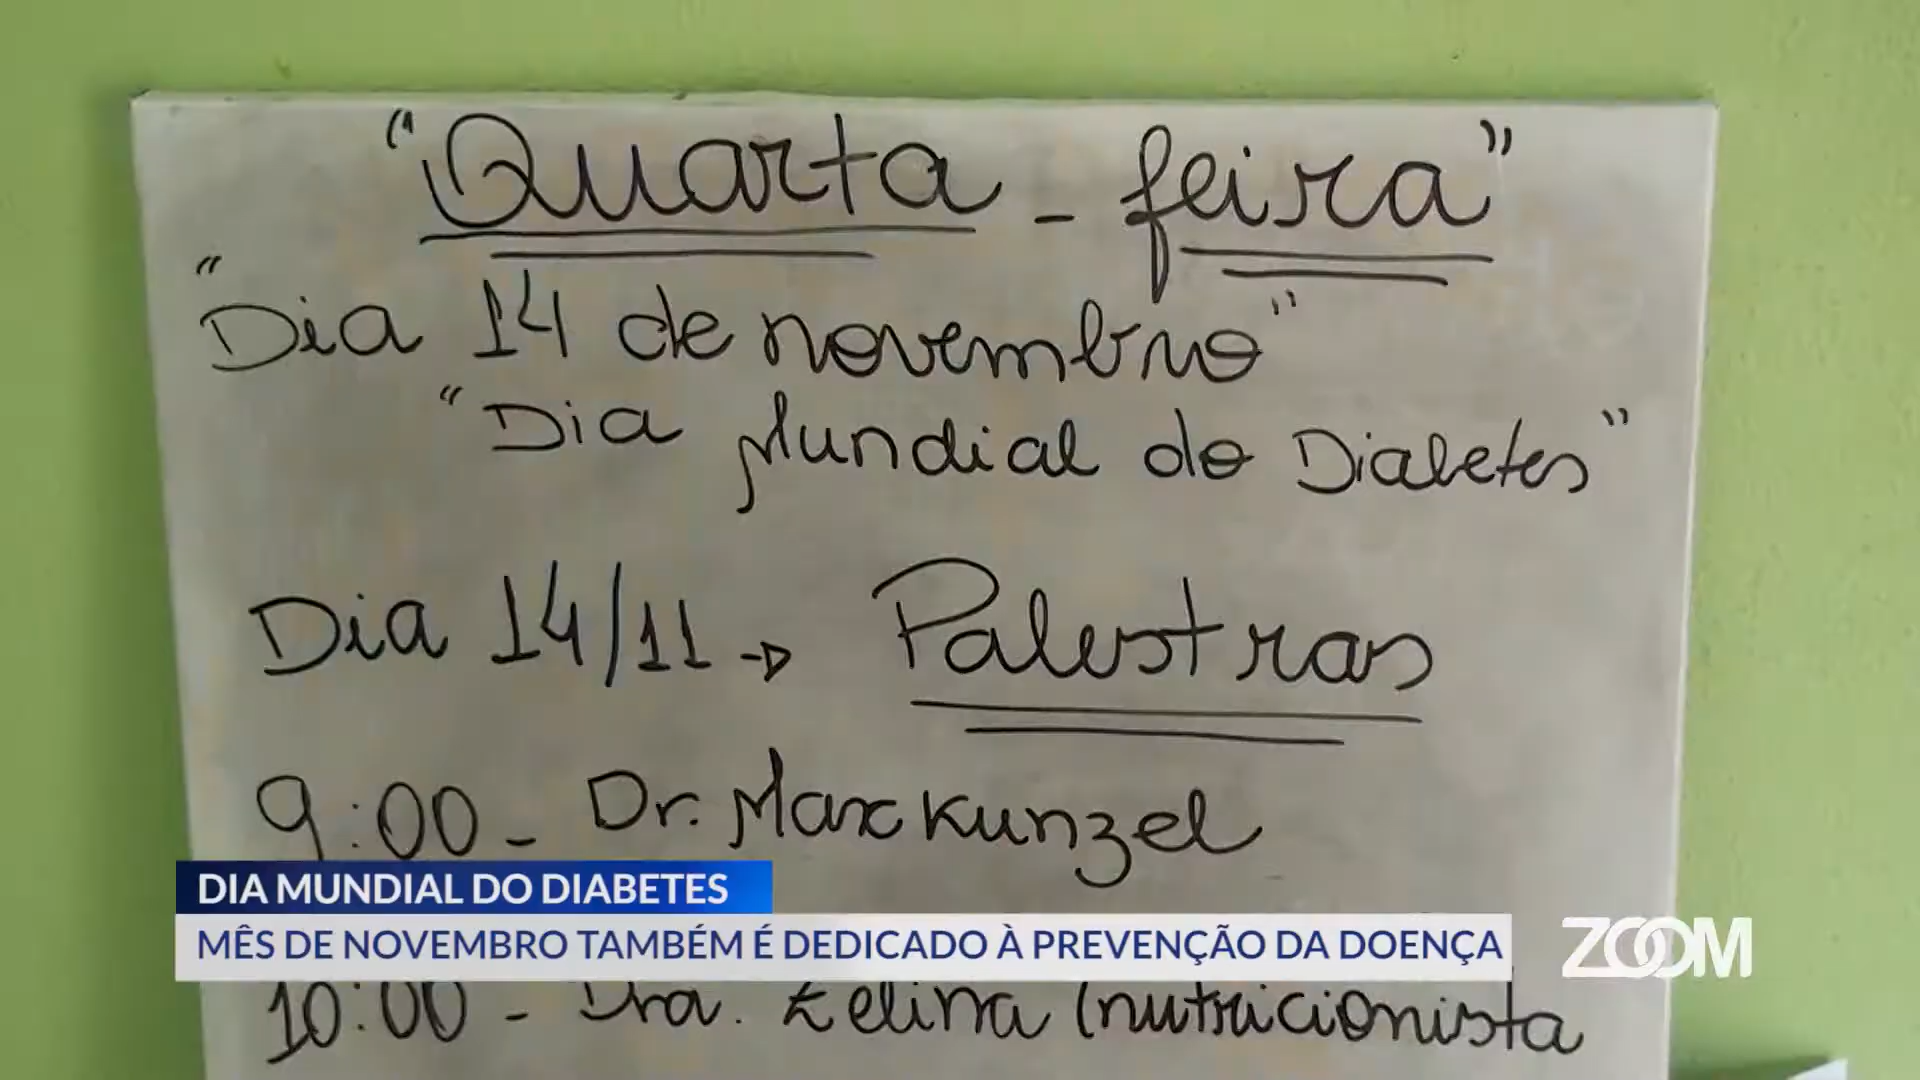 "Quarta-feira"
"Dia 14 de novembro"
"Dia Mundial do Diabetes"
Dia 14/11 → Palestras
9:00 - Dr. Max Kunzel
DIA MUNDIAL DO DIABETES
MÊS DE NOVEMBRO TAMBÉM É DEDICADO À PREVENÇÃO DA DOENÇA
ZOOM
10:00 - Dra. Zelina (nutricionista